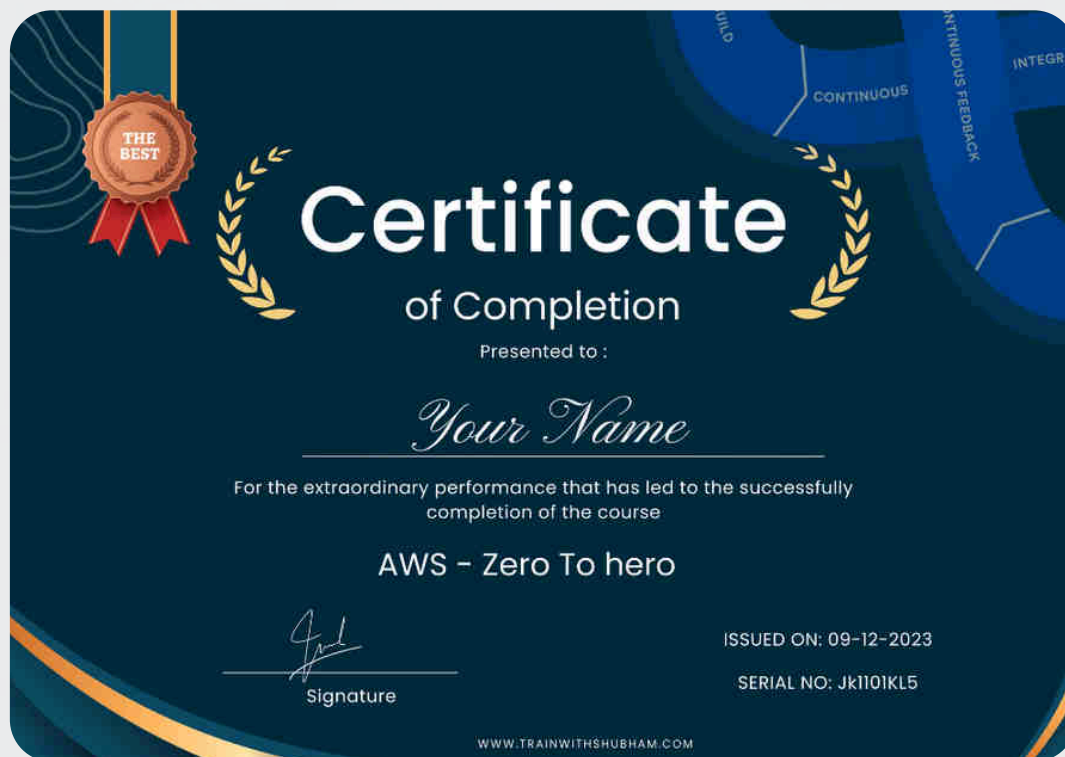 UILD
CONTINUOUS
ONTINUOUS FEEDBACK
INTEGR
THE
BEST
Certificate
of Completion
Presented to :
Your Name
For the extraordinary performance that has led to the successfully
completion of the course
AWS - Zero To hero
Signature
ISSUED ON: 09-12-2023
SERIAL NO: Jk1101KL5
WWW.TRAINWITHSHUBHAM.COM